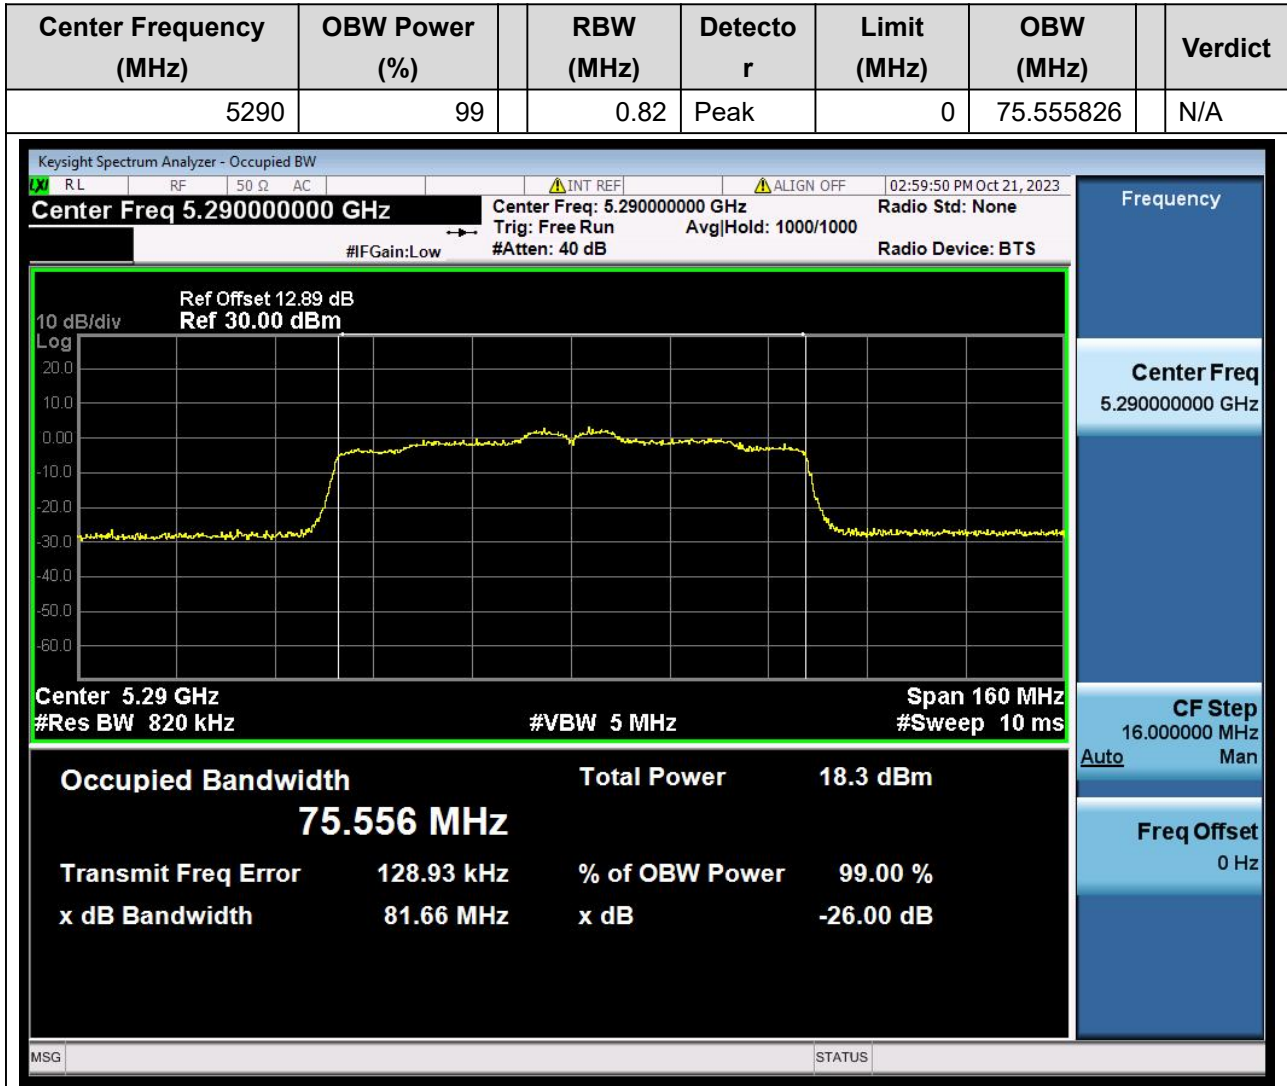 Center Frequency (MHz) OBW Power (%) RBW (MHz) Detecto r Limit (MHz) OBW (MHz) Verdict
5290 99 0.82 Peak 0 75.555826 N/A
Keysight Spectrum Analyzer - Occupied BW
LXI RL RF 50 Ω AC INT REF ALIGN OFF 02:59:50 PM Oct 21, 2023
Center Freq 5.290000000 GHz
Center Freq: 5.290000000 GHz Radio Std: None
Trig: Free Run Avg|Hold: 1000/1000
#IFGain:Low #Atten: 40 dB Radio Device: BTS
Ref Offset 12.89 dB
10 dB/div Ref 30.00 dBm
Log
20.0
10.0
0.00
-10.0
-20.0
-30.0
-40.0
-50.0
-60.0
Center 5.29 GHz Span 160 MHz
#Res BW 820 kHz #VBW 5 MHz #Sweep 10 ms
Occupied Bandwidth Total Power 18.3 dBm
75.556 MHz
Transmit Freq Error 128.93 kHz % of OBW Power 99.00 %
x dB Bandwidth 81.66 MHz x dB -26.00 dB
Frequency
Center Freq
5.290000000 GHz
CF Step
16.000000 MHz
Auto Man
Freq Offset
0 Hz
MSG STATUS